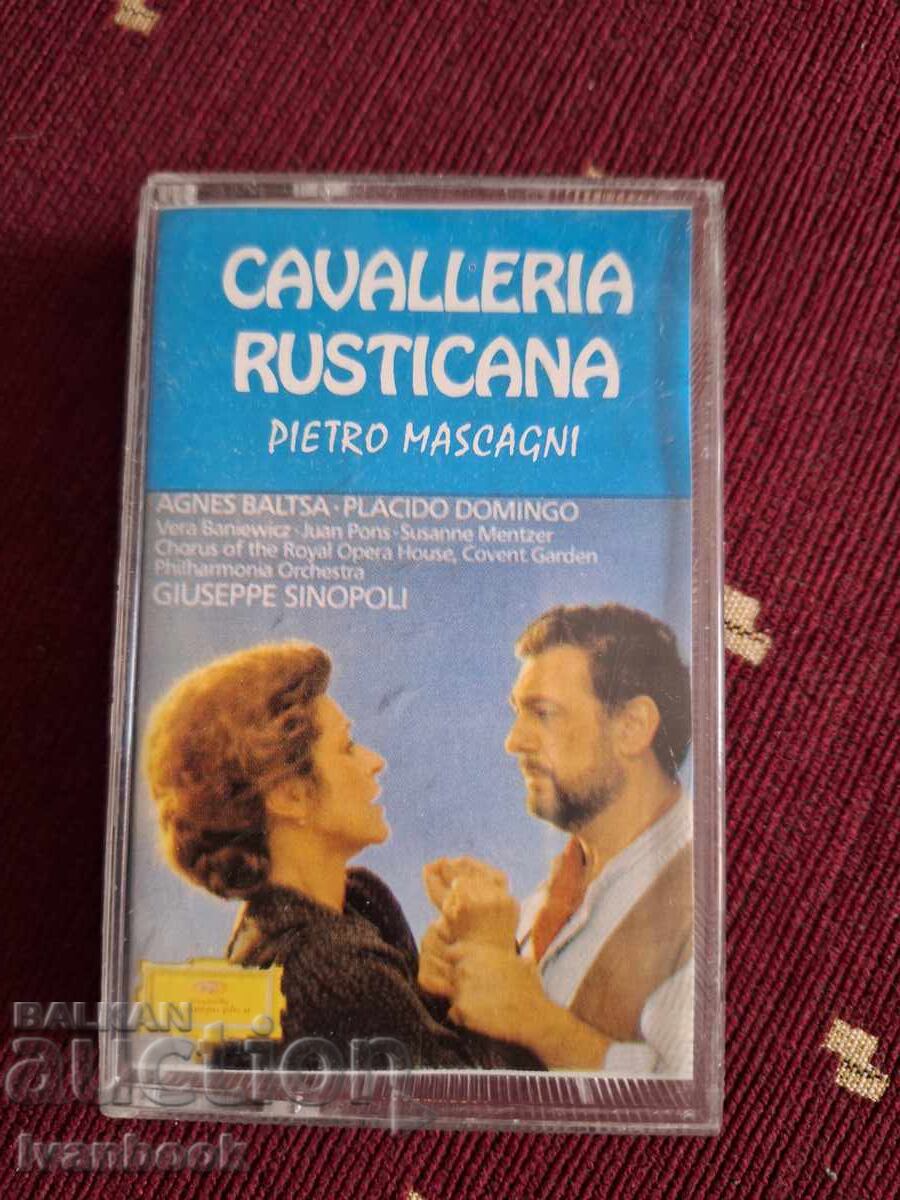 CAVALLERIA
RUSTICANA
PIETRO MASCAGNI
AGNES BALTSA · PLACIDO DOMINGO
Vera Baniewicz · Juan Pons · Susanne Mentzer
Chorus of the Royal Opera House, Covent Garden
Philharmonia Orchestra
GIUSEPPE SINOPOLI
BALKAN
auction
Ivanbook